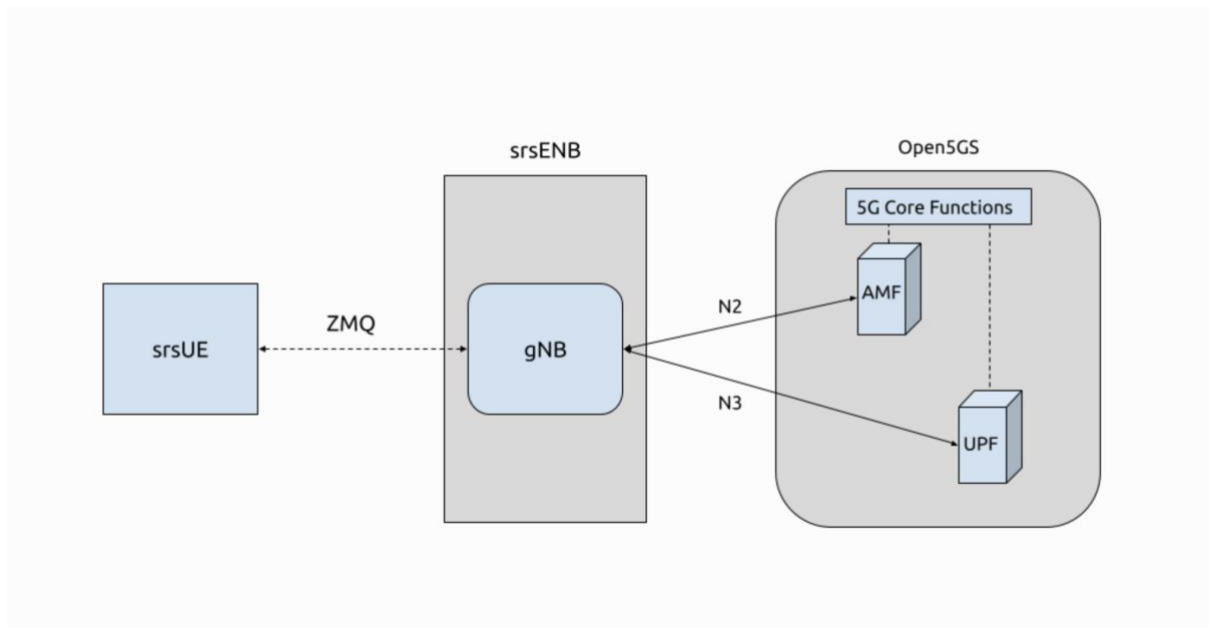 srsENB
Open5GS
5G Core Functions
AMF
N2
ZMQ
srsUE
gNB
N3
UPF